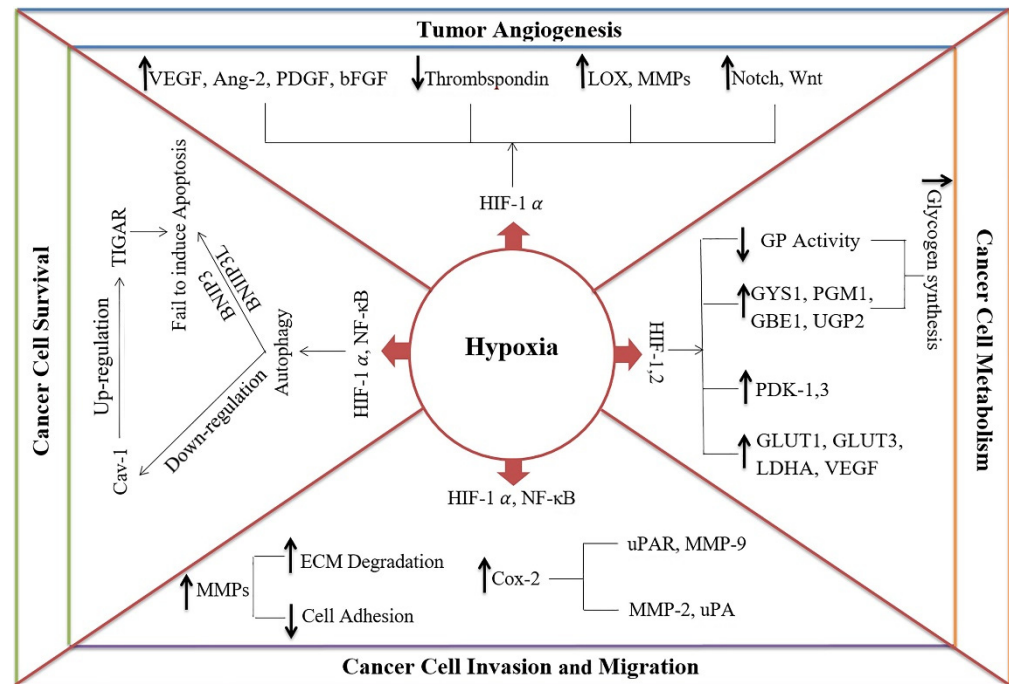 Tumor Angiogenesis
VEGF, Ang-2, PDGF, bFGF
Thrombspondin
LOX, MMPs
Notch, Wnt
HIF-1 α
Cancer Cell Survival
Cav-1
Up-regulation
TIGAR
Fail to induce Apoptosis
BNIP3
BNIIP3L
Down-regulation
Autophagy
HIF-1 α, NF-κB
Hypoxia
HIF-1,2
GP Activity
GYS1, PGM1,
GBE1, UGP2
PDK-1,3
GLUT1, GLUT3,
LDHA, VEGF
Glycogen synthesis
Cancer Cell Metabolism
HIF-1 α, NF-κB
MMPs
ECM Degradation
Cell Adhesion
Cox-2
uPAR, MMP-9
MMP-2, uPA
Cancer Cell Invasion and Migration